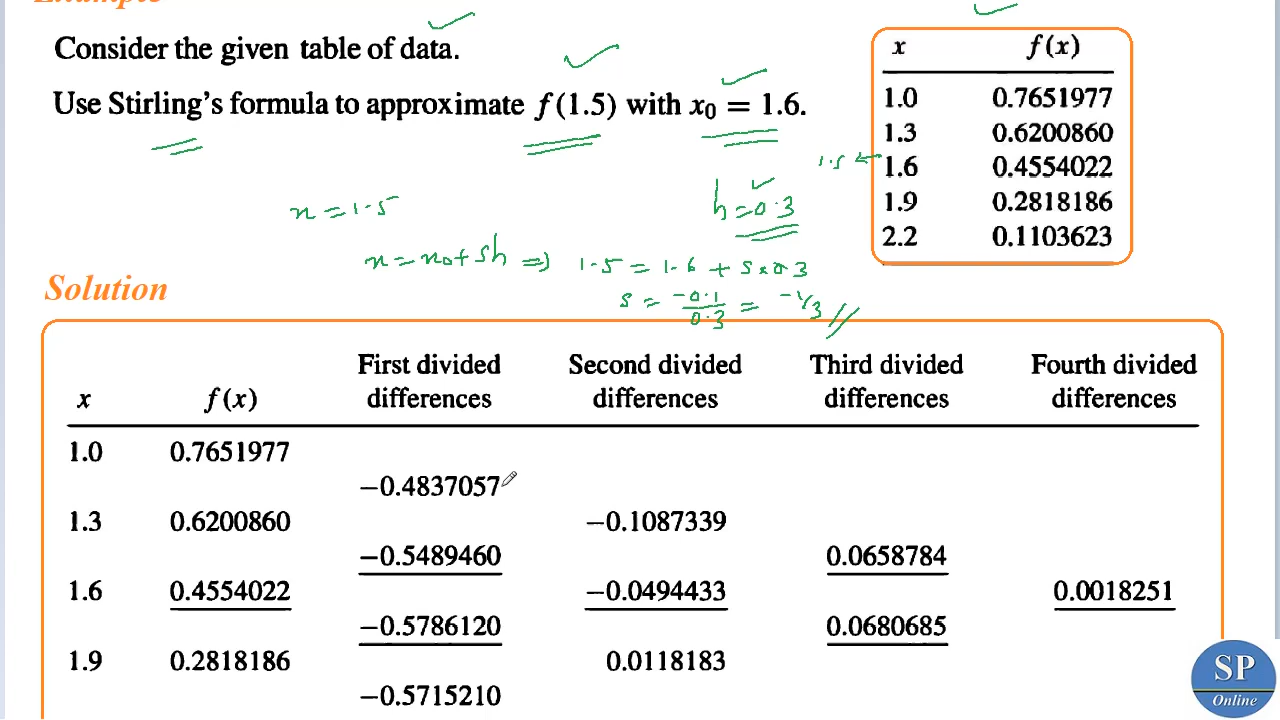 Example
Consider the given table of data.
Use Stirling's formula to approximate f(1.5) with x₀ = 1.6.
x f(x)
1.0 0.7651977
1.3 0.6200860
1.6 0.4554022
1.9 0.2818186
2.2 0.1103623
1.5 ←
x = 1.5
h = 0.3
x = x₀ + sh ⇒ 1.5 = 1.6 + s × 0.3
s = -0.1/0.3 = -1/3 //
Solution
First divided Second divided Third divided Fourth divided
x f(x) differences differences differences differences
1.0 0.7651977
−0.4837057
1.3 0.6200860 −0.1087339
−0.5489460 0.0658784
1.6 0.4554022 −0.0494433 0.0018251
−0.5786120 0.0680685
1.9 0.2818186 0.0118183
−0.5715210
SP
Online